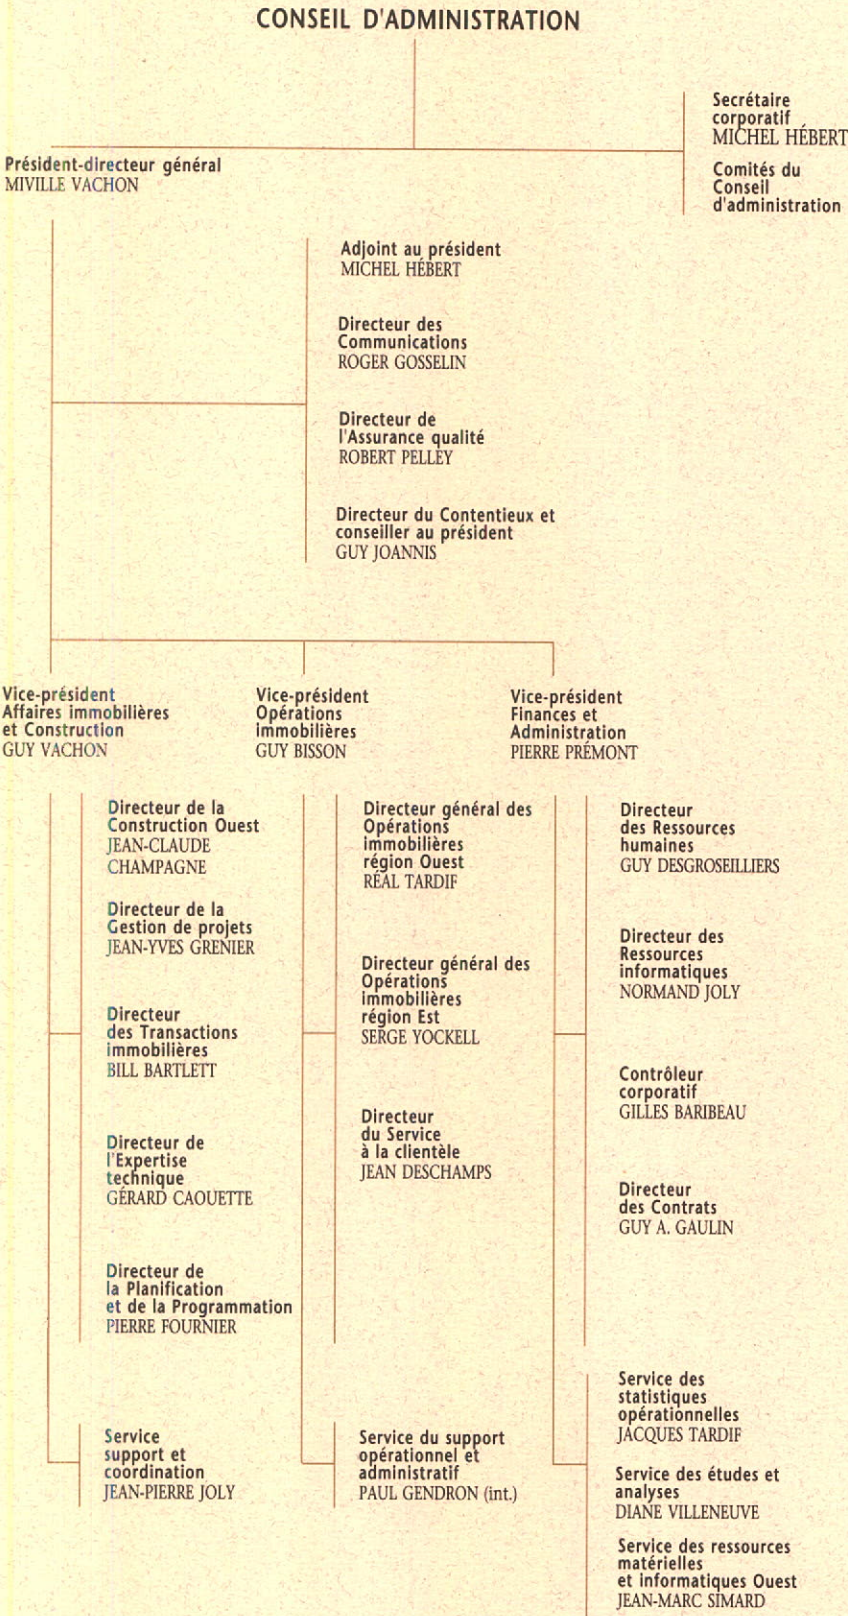 CONSEIL D'ADMINISTRATION
Secrétaire
corporatif
MICHEL HÉBERT
Comités du
Conseil
d'administration
Président-directeur général
MIVILLE VACHON
Adjoint au président
MICHEL HÉBERT
Directeur des
Communications
ROGER GOSSELIN
Directeur de
l'Assurance qualité
ROBERT PELLEY
Directeur du Contentieux et
conseiller au président
GUY JOANNIS
Vice-président
Affaires immobilières
et Construction
GUY VACHON
Vice-président
Opérations
immobilières
GUY BISSON
Vice-président
Finances et
Administration
PIERRE PRÉMONT
Directeur de la
Construction Ouest
JEAN-CLAUDE
CHAMPAGNE
Directeur de la
Gestion de projets
JEAN-YVES GRENIER
Directeur
des Transactions
immobilières
BILL BARTLETT
Directeur de
l'Expertise
technique
GÉRARD CAOUETTE
Directeur de
la Planification
et de la Programmation
PIERRE FOURNIER
Service
support et
coordination
JEAN-PIERRE JOLY
Directeur général des
Opérations
immobilières
région Ouest
RÉAL TARDIF
Directeur général des
Opérations
immobilières
région Est
SERGE YOCKELL
Directeur
du Service
à la clientèle
JEAN DESCHAMPS
Service du support
opérationnel et
administratif
PAUL GENDRON (int.)
Directeur
des Ressources
humaines
GUY DESGROSEILLIERS
Directeur des
Ressources
informatiques
NORMAND JOLY
Contrôleur
corporatif
GILLES BARIBEAU
Directeur
des Contrats
GUY A. GAULIN
Service des
statistiques
opérationnelles
JACQUES TARDIF
Service des études et
analyses
DIANE VILLENEUVE
Service des ressources
matérielles
et informatiques Ouest
JEAN-MARC SIMARD